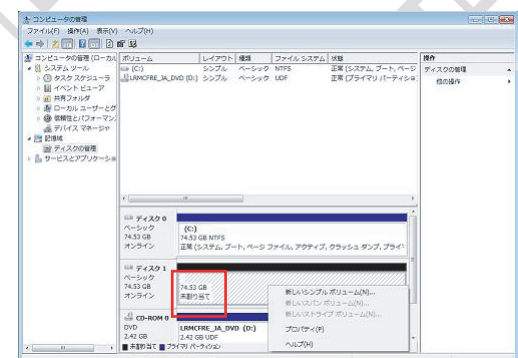 コンピュータの管理
ファイル(F) 操作(A) 表示(V) ヘルプ(H)
コンピュータの管理 (ローカル
システム ツール
タスク スケジューラ
イベント ビューア
共有フォルダ
ローカル ユーザーとグ
信頼性とパフォーマン
デバイス マネージャ
記憶域
ディスクの管理
サービスとアプリケーショ
ボリューム レイアウト 種類 ファイル システム 状態
(C:) シンプル ベーシック NTFS 正常 (システム, ブート, ページ
LRMCFRE_JA_DVD (D:) シンプル ベーシック UDF 正常 (プライマリ パーティショ
操作
ディスクの管理
他の操作
ディスク 0
ベーシック
74.53 GB
オンライン
(C:)
74.53 GB NTFS
正常 (システム, ブート, ページ ファイル, アクティブ, クラッシュ ダンプ, プライ
ディスク 1
ベーシック
74.53 GB
オンライン
74.53 GB
未割り当て
新しいシンプル ボリューム(N)...
新しいスパン ボリューム(N)...
新しいストライプ ボリューム(N)...
プロパティ(P)
ヘルプ(H)
CD-ROM 0
DVD
2.42 GB
LRMCFRE_JA_DVD (D:)
2.42 GB UDF
未割り当て プライマリ パーティション